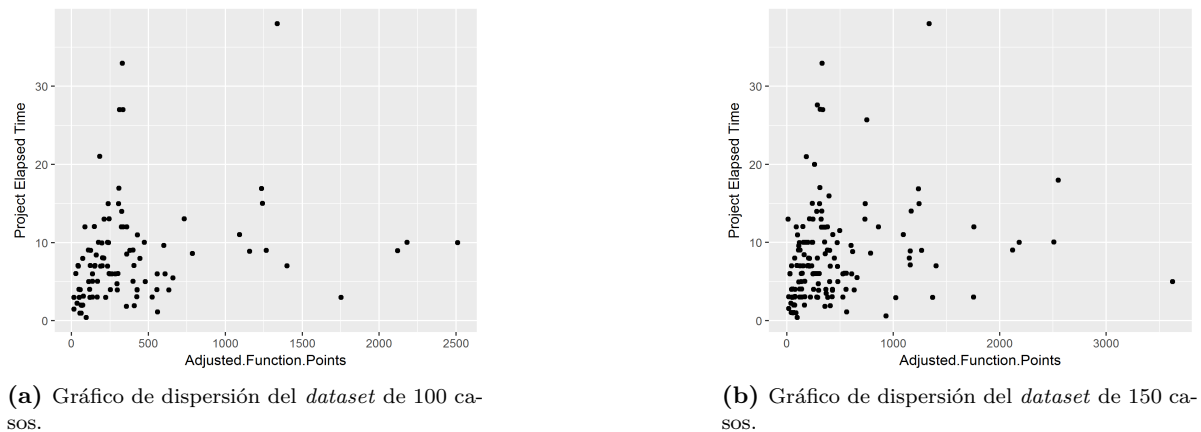 30
20
10
0
Project Elapsed Time
0 500 1000 1500 2000 2500
Adjusted.Function.Points
(a) Gráfico de dispersión del dataset de 100 ca-
sos.
30
20
10
0
Project Elapsed Time
0 1000 2000 3000
Adjusted.Function.Points
(b) Gráfico de dispersión del dataset de 150 ca-
sos.